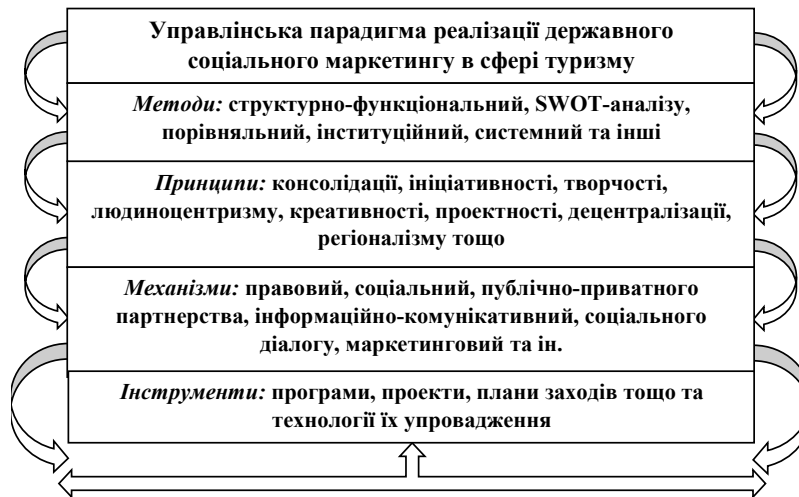 Управлінська парадигма реалізації державного
соціального маркетингу в сфері туризму
Методи: структурно-функціональний, SWOT-аналізу,
порівняльний, інституційний, системний та інші
Принципи: консолідації, ініціативності, творчості,
людиноцентризму, креативності, проектності, децентралізації,
регіоналізму тощо
Механізми: правовий, соціальний, публічно-приватного
партнерства, інформаційно-комунікативний, соціального
діалогу, маркетинговий та ін.
Інструменти: програми, проекти, плани заходів тощо та
технології їх упровадження